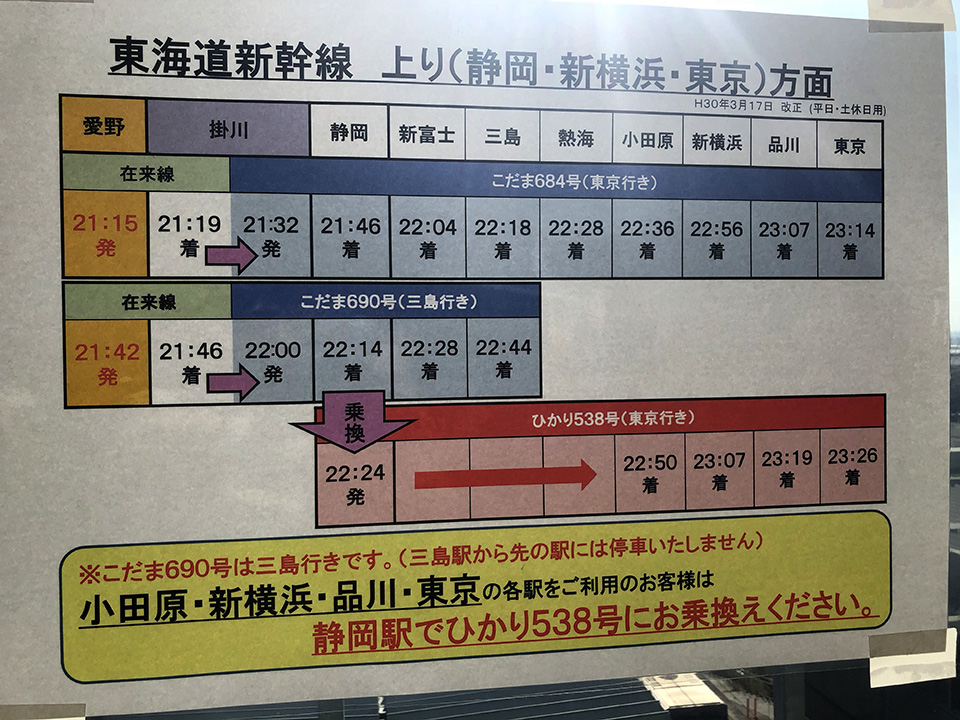 東海道新幹線 上り(静岡・新横浜・東京)方面
H30年3月17日 改正 (平日・土休日用)
愛野 掛川 静岡 新富士 三島 熱海 小田原 新横浜 品川 東京
在来線 こだま684号(東京行き)
21:15 21:19 21:32 21:46 22:04 22:18 22:28 22:36 22:56 23:07 23:14
発 着 発 着 着 着 着 着 着 着 着
在来線 こだま690号(三島行き)
21:42 21:46 22:00 22:14 22:28 22:44
発 着 発 着 着 着
乗換 ひかり538号(東京行き)
22:24 22:50 23:07 23:19 23:26
発 着 着 着 着
※こだま690号は三島行きです。(三島駅から先の駅には停車いたしません)
小田原・新横浜・品川・東京の各駅をご利用のお客様は
静岡駅でひかり538号にお乗換えください。